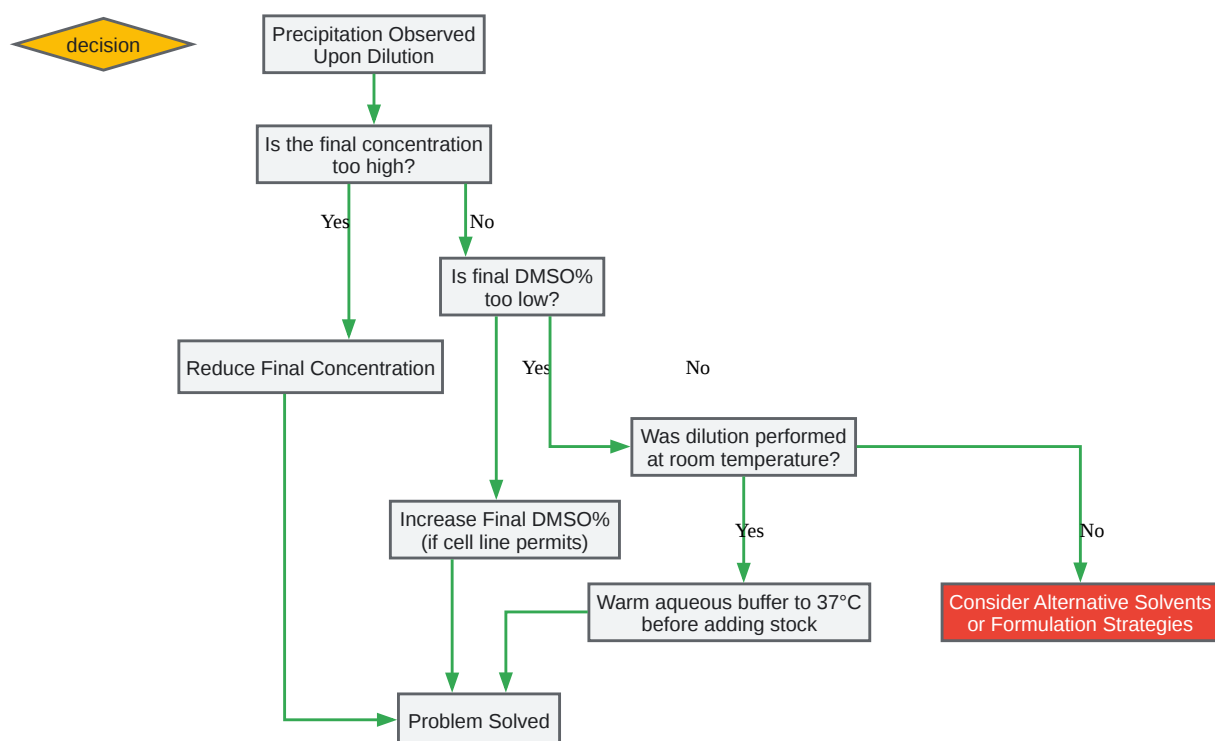 decision
Precipitation Observed
Upon Dilution
Is the final concentration
too high?
Yes
No
Is final DMSO%
too low?
Reduce Final Concentration
Yes
No
Was dilution performed
at room temperature?
Increase Final DMSO%
(if cell line permits)
Yes
No
Warm aqueous buffer to 37°C
before adding stock
Consider Alternative Solvents
or Formulation Strategies
Problem Solved